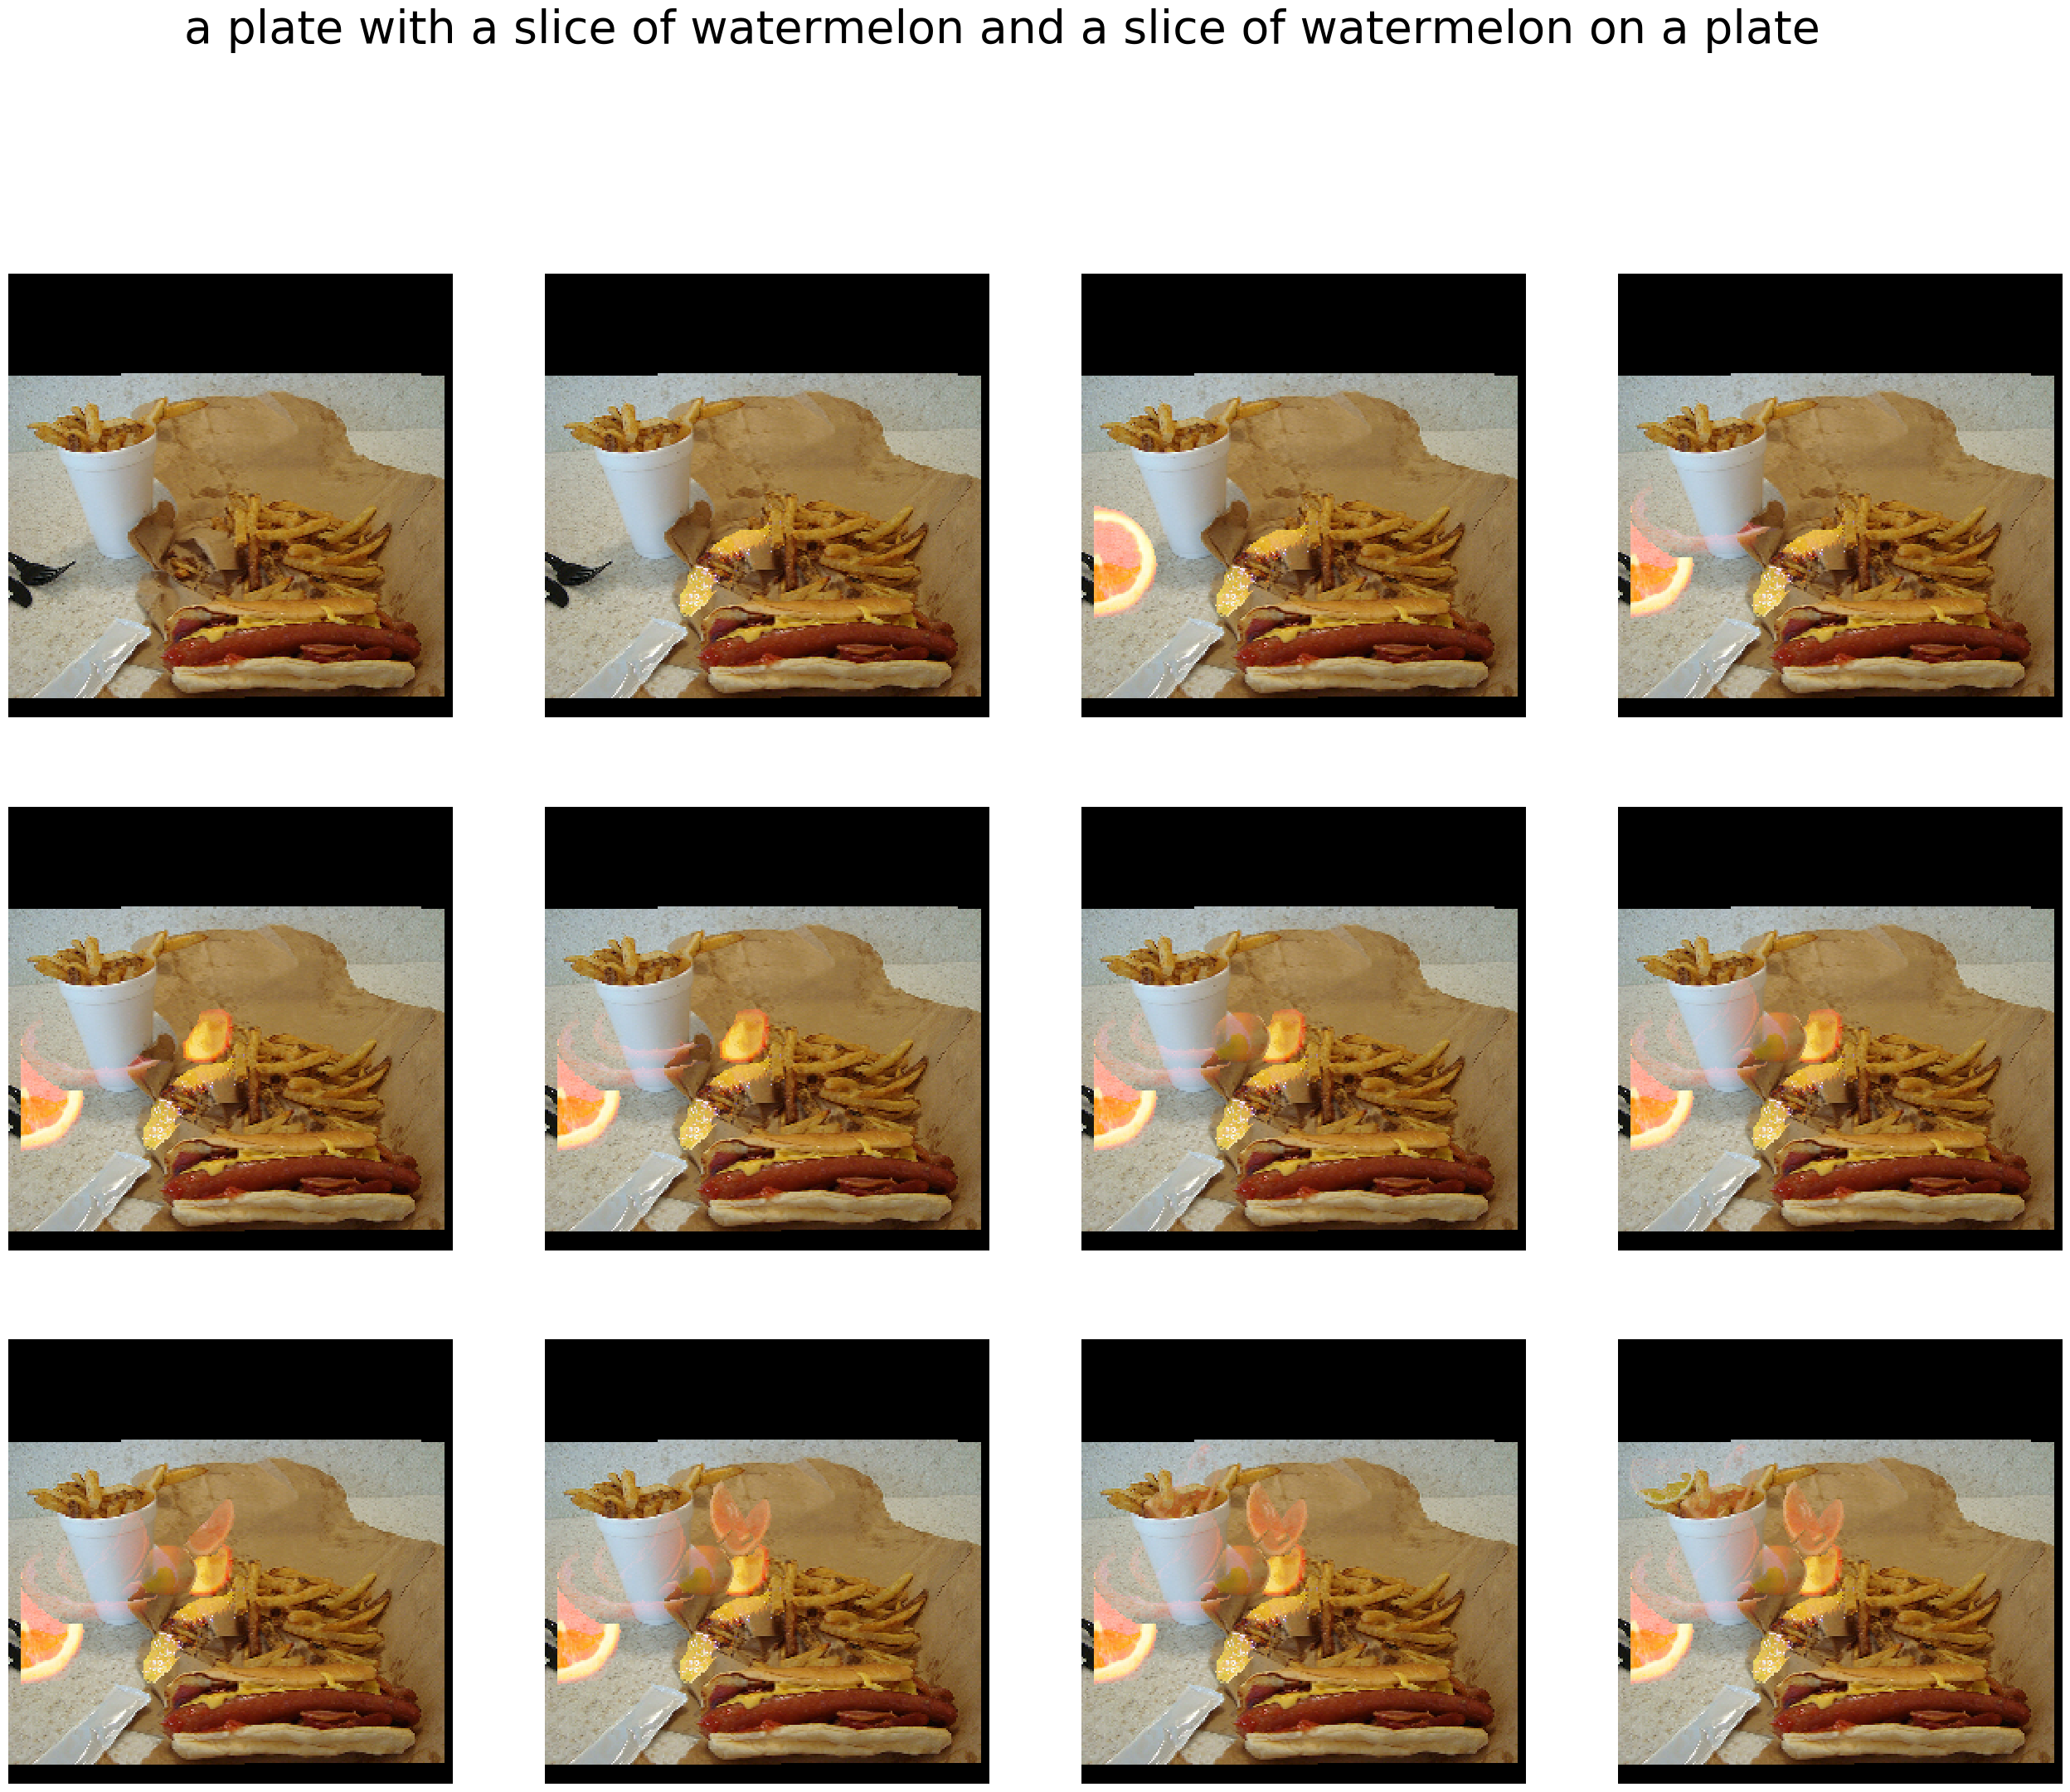 a plate with a slice of watermelon and a slice of watermelon on a plate